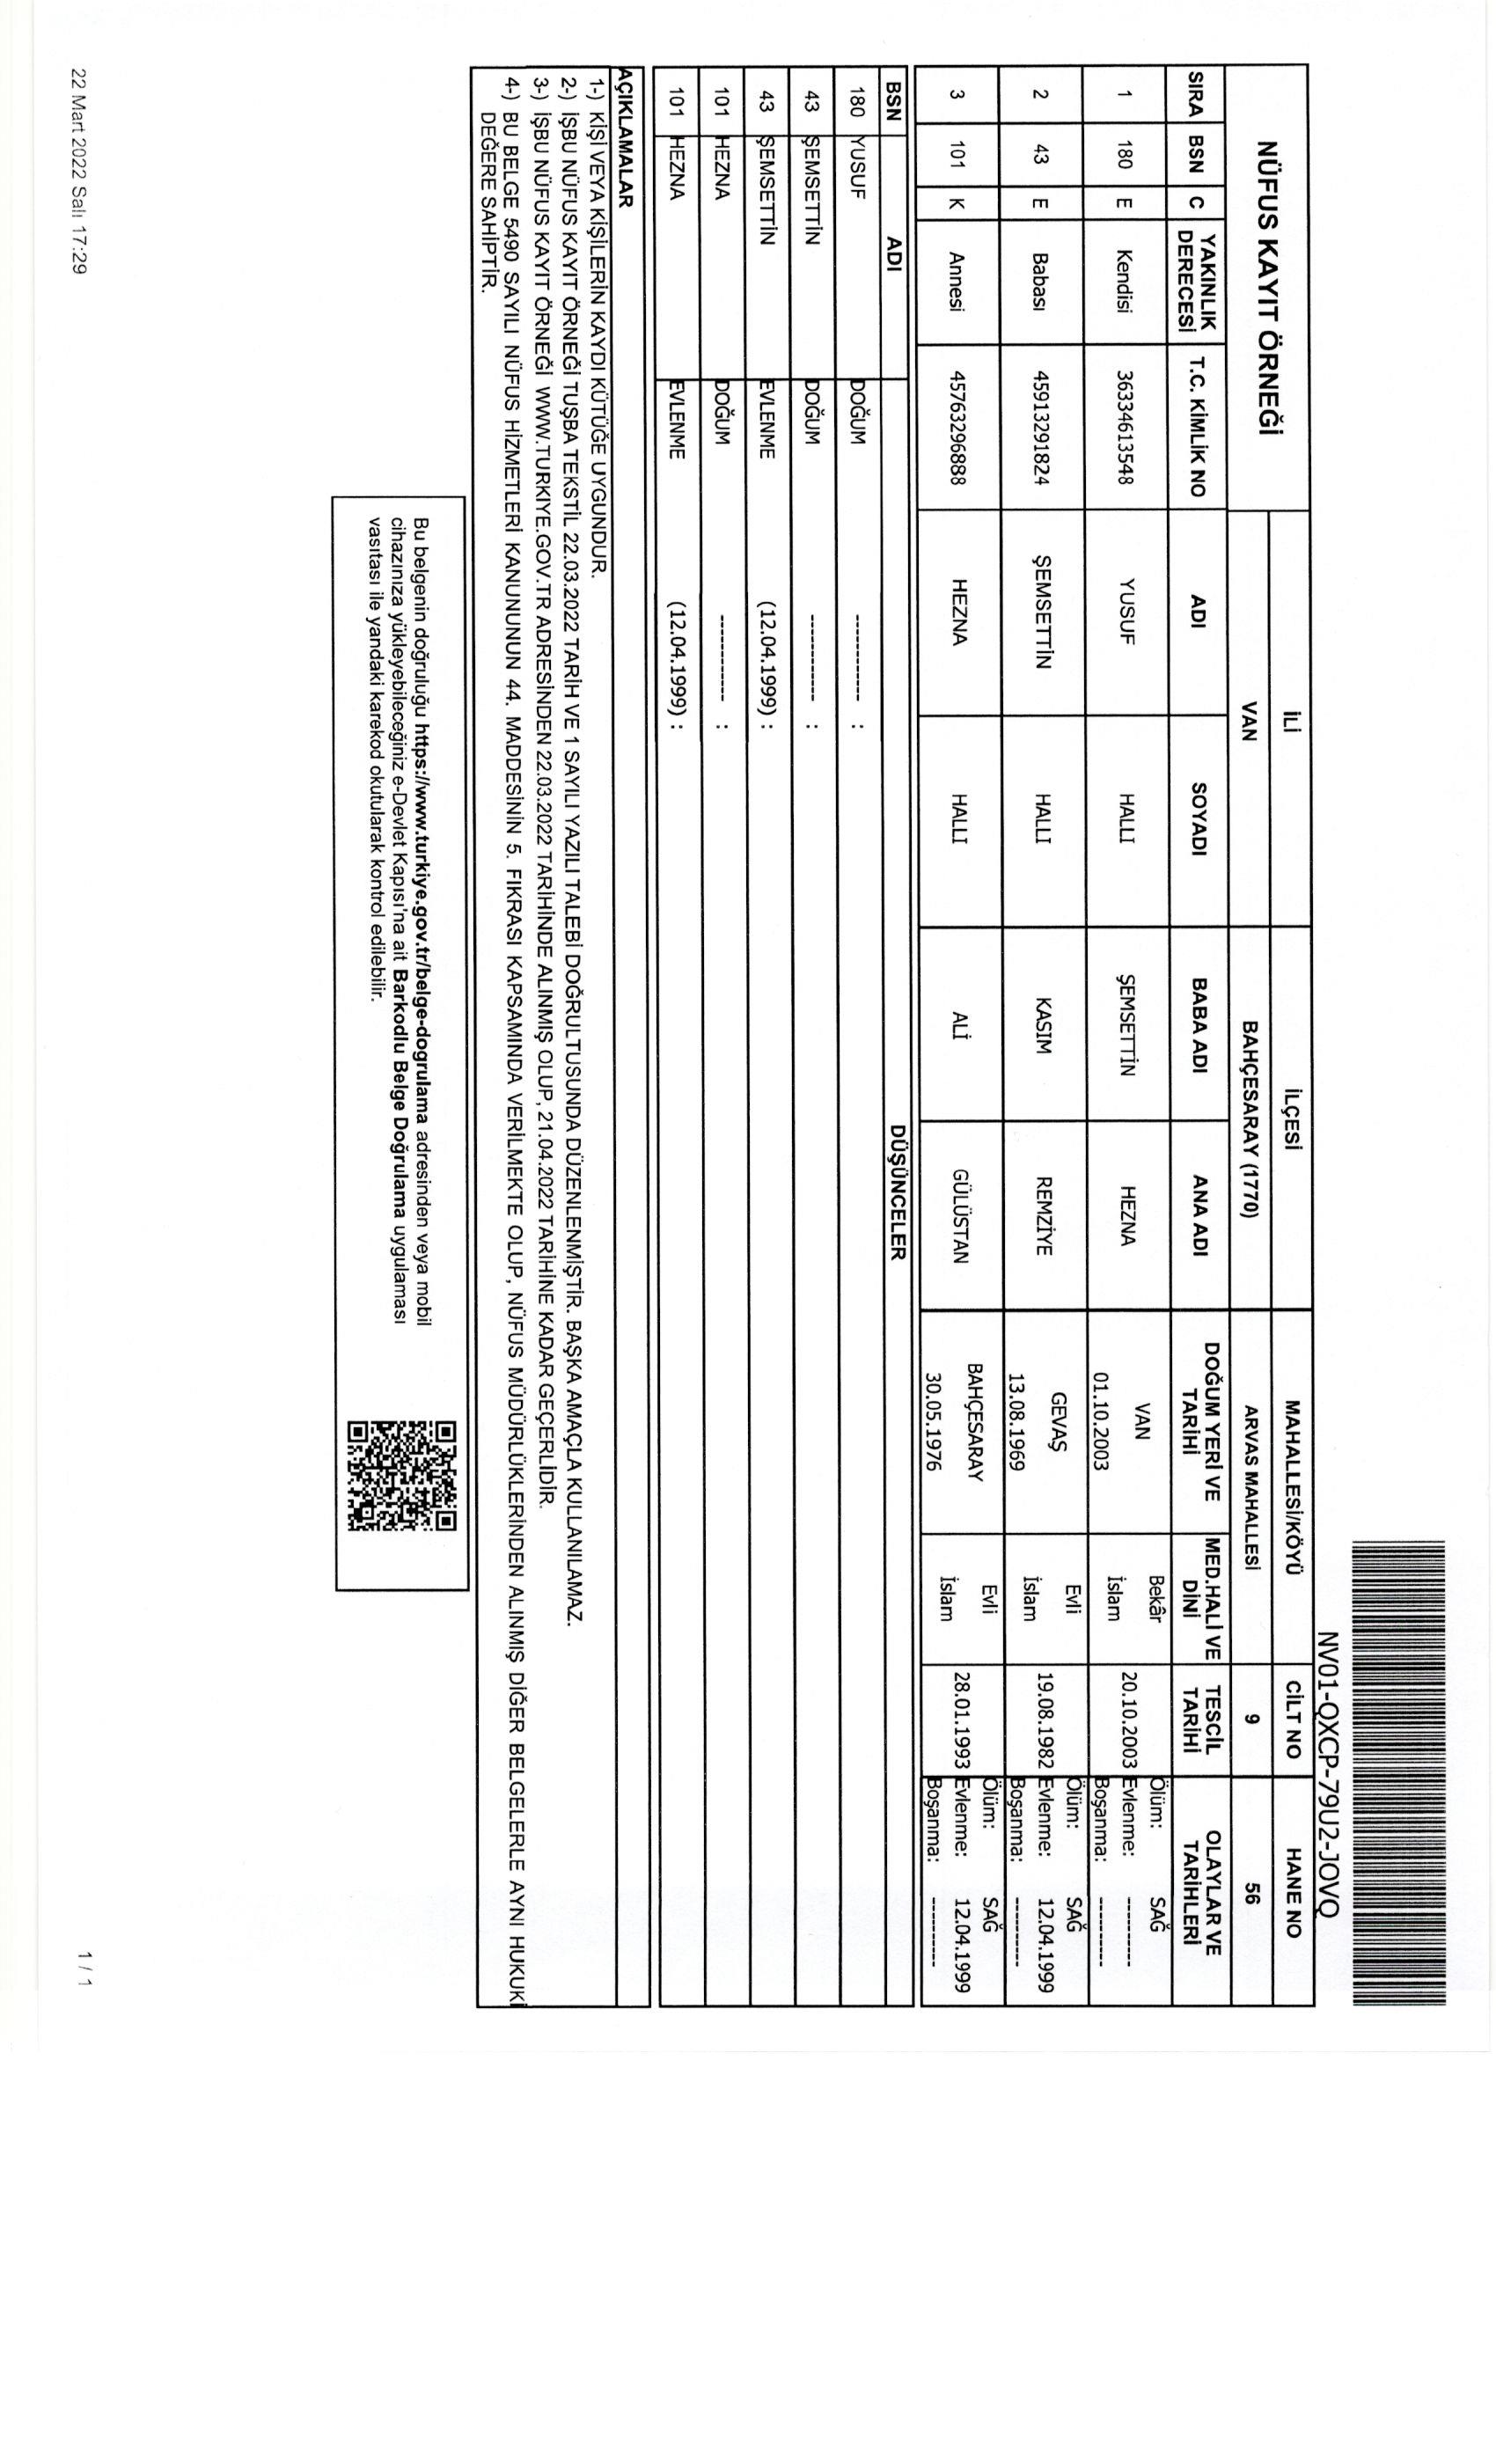 NV01-QXCP-79U2-JOVQ
NÜFUS KAYIT ÖRNEĞİ
İLİ İLÇESİ MAHALLESİ/KÖYÜ CİLT NO HANE NO
VAN BAHÇESARAY (1770) ARVAS MAHALLESİ 9 56
SIRA BSN C YAKINLIK DERECESİ T.C. KİMLİK NO ADI SOYADI BABA ADI ANA ADI DOĞUM YERİ VE TARİHİ MED.HALİ VE DİNİ TESCİL TARİHİ OLAYLAR VE TARİHLERİ
1 180 E Kendisi 36334613548 YUSUF HALLI ŞEMSETTİN HEZNA VAN 01.10.2003 Bekâr İslam 20.10.2003 Ölüm: SAĞ Evlenme: ---------- Boşanma: ----------
2 43 E Babası 45913291824 ŞEMSETTİN HALLI KASIM REMZİYE GEVAŞ 13.08.1969 Evli İslam 19.08.1982 Ölüm: SAĞ Evlenme: 12.04.1999 Boşanma: ----------
3 101 K Annesi 45763296888 HEZNA HALLI ALİ GÜLÜSTAN BAHÇESARAY 30.05.1976 Evli İslam 28.01.1993 Ölüm: SAĞ Evlenme: 12.04.1999 Boşanma: ----------
BSN ADI DÜŞÜNCELER
180 YUSUF DOĞUM ------------ :
43 ŞEMSETTİN DOĞUM ------------ :
43 ŞEMSETTİN EVLENME (12.04.1999) :
101 HEZNA DOĞUM ------------ :
101 HEZNA EVLENME (12.04.1999) :
AÇIKLAMALAR
1-) KİŞİ VEYA KİŞİLERİN KAYDI KÜTÜĞE UYGUNDUR.
2-) İŞBU NÜFUS KAYIT ÖRNEĞİ TUŞBA TEKSTİL 22.03.2022 TARİH VE 1 SAYILI YAZILI TALEBİ DOĞRULTUSUNDA DÜZENLENMİŞTİR. BAŞKA AMAÇLA KULLANILAMAZ.
3-) İŞBU NÜFUS KAYIT ÖRNEĞİ WWW.TURKIYE.GOV.TR ADRESİNDEN 22.03.2022 TARİHİNDE ALINMIŞ OLUP, 21.04.2022 TARİHİNE KADAR GEÇERLİDİR.
4-) BU BELGE 5490 SAYILI NÜFUS HİZMETLERİ KANUNUNUN 44. MADDESİNİN 5. FIKRASI KAPSAMINDA VERİLMEKTE OLUP, NÜFUS MÜDÜRLÜKLERİNDEN ALINMIŞ DİĞER BELGELERLE AYNI HUKUKİ
DEĞERE SAHİPTİR.
Bu belgenin doğruluğu https://www.turkiye.gov.tr/belge-dogrulama adresinden veya mobil
cihazınıza yükleyebileceğiniz e-Devlet Kapısı'na ait Barkodlu Belge Doğrulama uygulaması
vasıtası ile yandaki karekod okutularak kontrol edilebilir.
22 Mart 2022 Salı 17:29
1 / 1